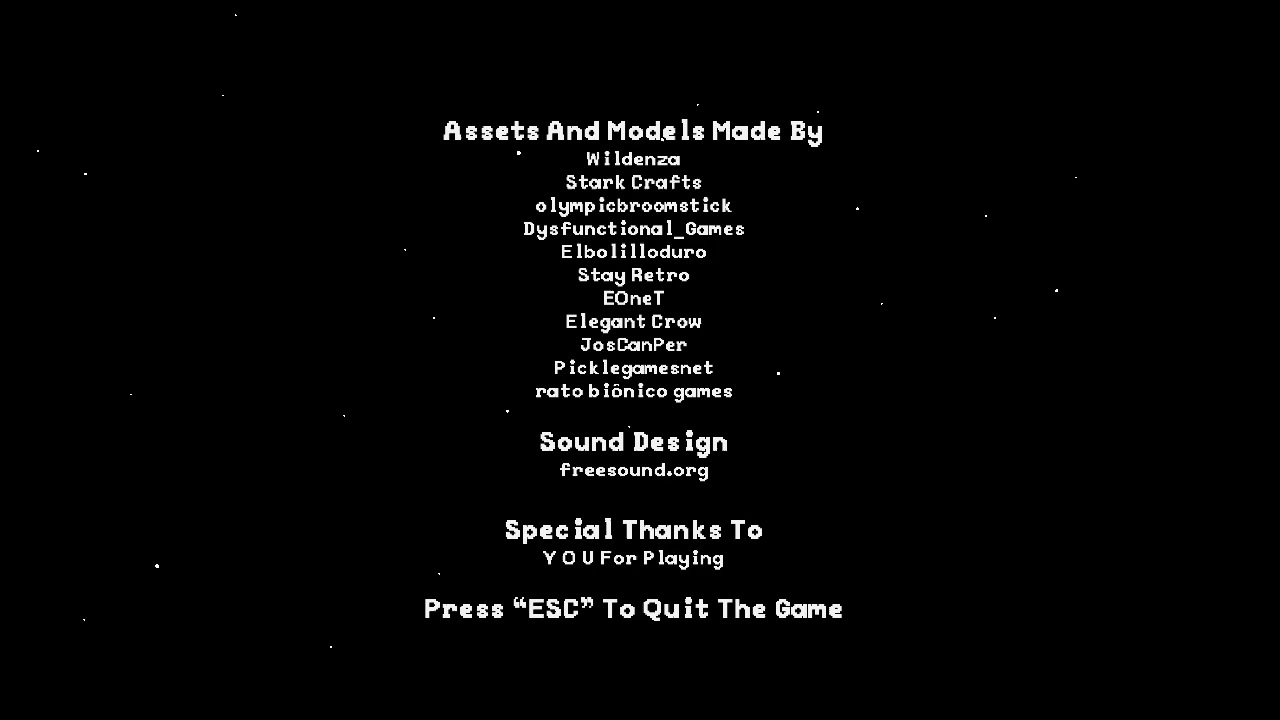 Assets And Models Made By
Wildenza
Stark Crafts
olympicbroomstick
Dysfunctional_Games
Elbolilloduro
Stay Retro
EOneT
Elegant Crow
JosCanPer
Picklegamesnet
rato biônico games
Sound Design
freesound.org
Special Thanks To
Y O U For Playing
Press “ESC” To Quit The Game